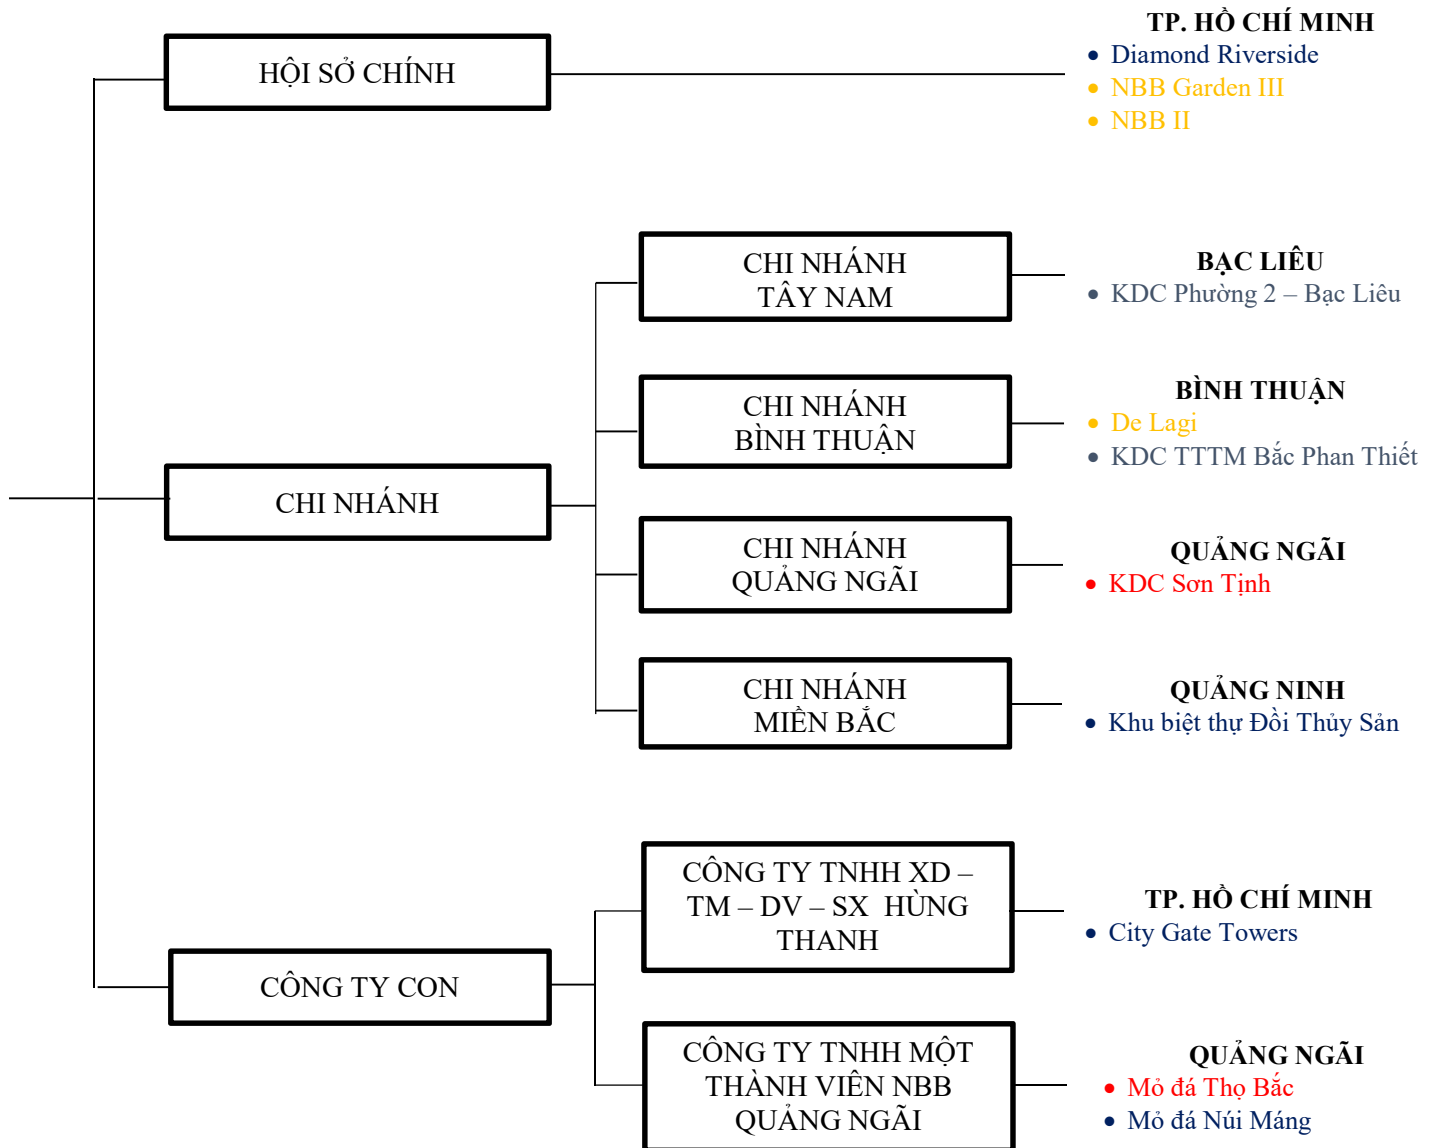 HỘI SỞ CHÍNH
TP. HỒ CHÍ MINH
• Diamond Riverside
• NBB Garden III
• NBB II
CHI NHÁNH
CHI NHÁNH
TÂY NAM
BẠC LIÊU
• KDC Phường 2 – Bạc Liêu
CHI NHÁNH
BÌNH THUẬN
BÌNH THUẬN
• De Lagi
• KDC TTTM Bắc Phan Thiết
CHI NHÁNH
QUẢNG NGÃI
QUẢNG NGÃI
• KDC Sơn Tịnh
CHI NHÁNH
MIỀN BẮC
QUẢNG NINH
• Khu biệt thự Đồi Thủy Sản
CÔNG TY CON
CÔNG TY TNHH XD –
TM – DV – SX HÙNG
THANH
TP. HỒ CHÍ MINH
• City Gate Towers
CÔNG TY TNHH MỘT
THÀNH VIÊN NBB
QUẢNG NGÃI
QUẢNG NGÃI
• Mỏ đá Thọ Bắc
• Mỏ đá Núi Máng